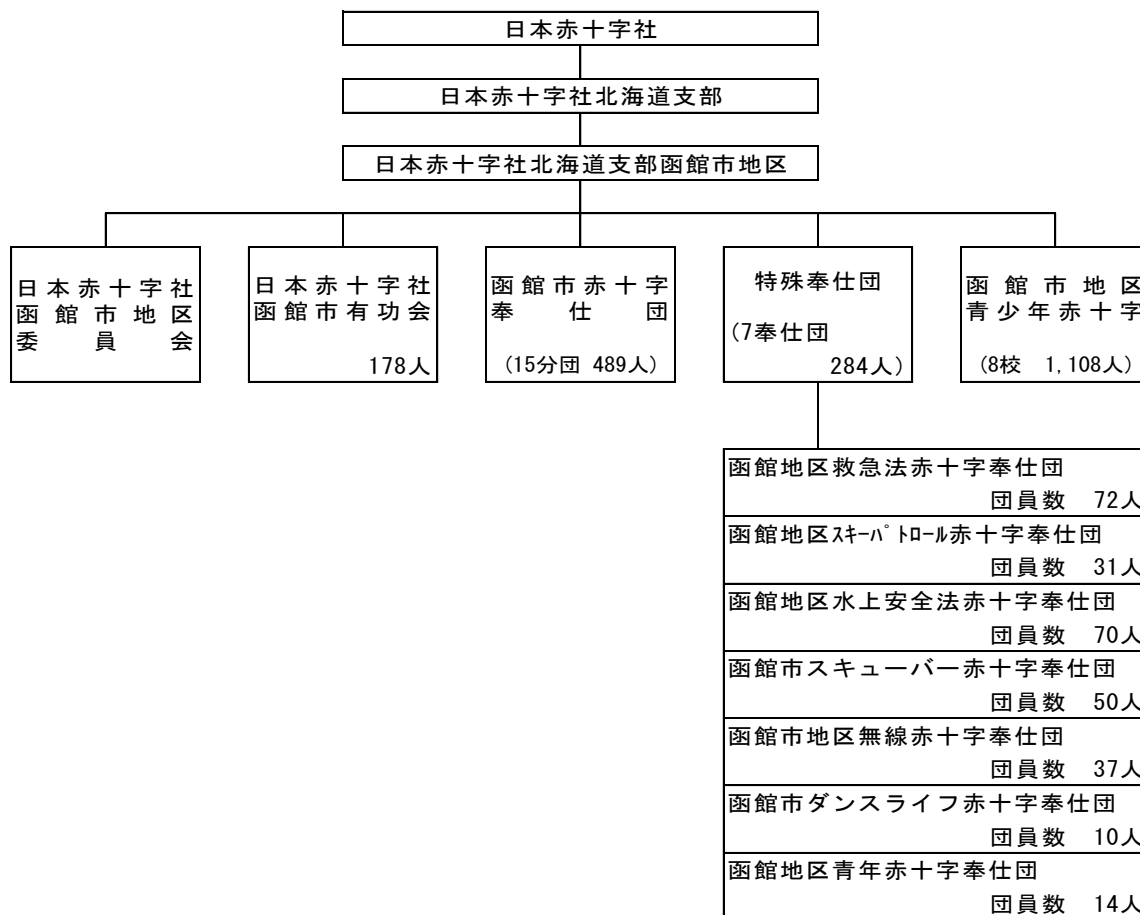 日本赤十字社
日本赤十字社北海道支部
日本赤十字社北海道支部函館市地区
日本赤十字社
函館市地区
委員会
日本赤十字社
函館市有功会
178人
函館市赤十字
奉仕団
(15分団 489人)
特殊奉仕団
(7奉仕団
284人)
函館市地区
青少年赤十字
(8校 1,108人)
函館地区救急法赤十字奉仕団
団員数 72人
函館地区ｽｷｰﾊﾟﾄﾛｰﾙ赤十字奉仕団
団員数 31人
函館地区水上安全法赤十字奉仕団
団員数 70人
函館市スキューバー赤十字奉仕団
団員数 50人
函館市地区無線赤十字奉仕団
団員数 37人
函館市ダンスライフ赤十字奉仕団
団員数 10人
函館地区青年赤十字奉仕団
団員数 14人